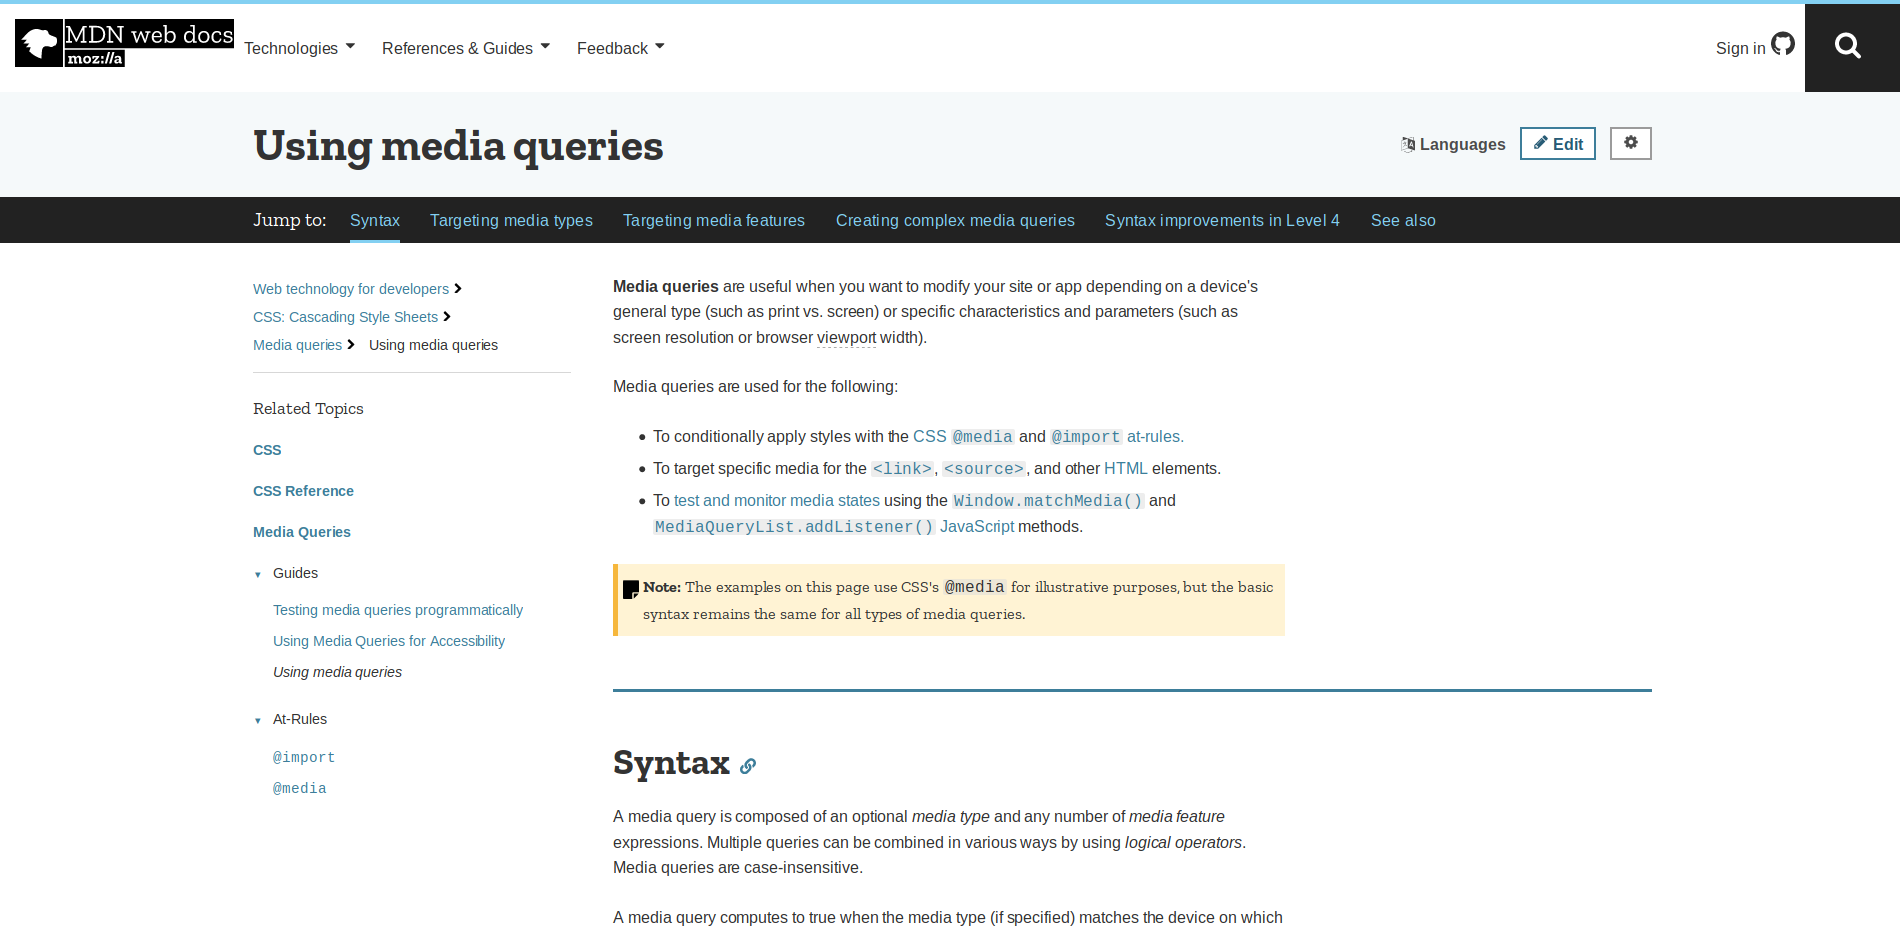 MDN web docs
moz://a
Technologies References & Guides Feedback Sign in
Using media queries
Languages Edit
Jump to: Syntax Targeting media types Targeting media features Creating complex media queries Syntax improvements in Level 4 See also
Web technology for developers
CSS: Cascading Style Sheets
Media queries Using media queries
Related Topics
CSS
CSS Reference
Media Queries
Guides
Testing media queries programmatically
Using Media Queries for Accessibility
Using media queries
At-Rules
@import
@media
Media queries are useful when you want to modify your site or app depending on a device's
general type (such as print vs. screen) or specific characteristics and parameters (such as
screen resolution or browser viewport width).
Media queries are used for the following:
• To conditionally apply styles with the CSS @media and @import at-rules.
• To target specific media for the <link>, <source>, and other HTML elements.
• To test and monitor media states using the Window.matchMedia() and
MediaQueryList.addListener() JavaScript methods.
Note: The examples on this page use CSS's @media for illustrative purposes, but the basic
syntax remains the same for all types of media queries.
Syntax
A media query is composed of an optional media type and any number of media feature
expressions. Multiple queries can be combined in various ways by using logical operators.
Media queries are case-insensitive.
A media query computes to true when the media type (if specified) matches the device on which